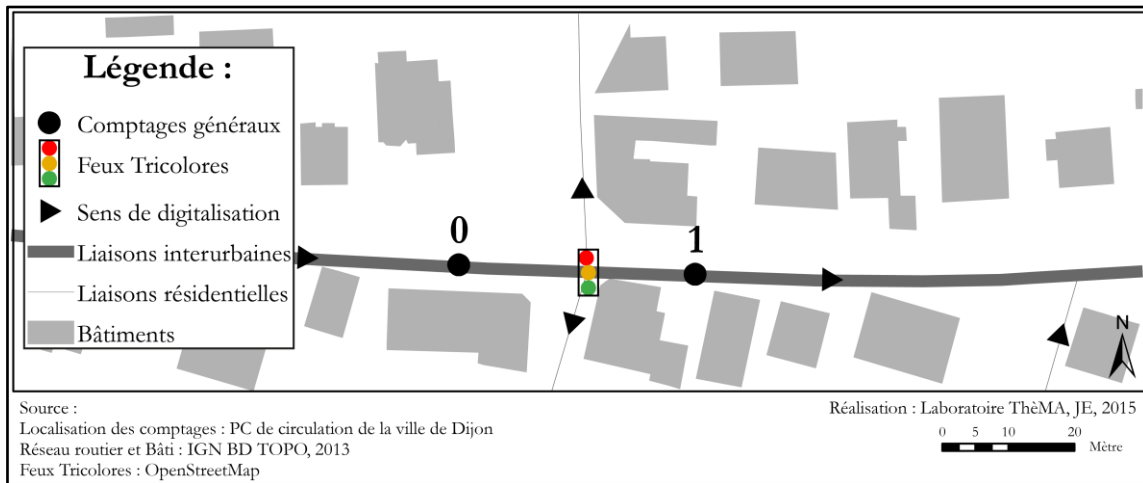 Légende :
Comptages généraux
Feux Tricolores
Sens de digitalisation
Liaisons interurbaines
Liaisons résidentielles
Bâtiments
0
1
N
Source :
Localisation des comptages : PC de circulation de la ville de Dijon
Réseau routier et Bâti : IGN BD TOPO, 2013
Feux Tricolores : OpenStreetMap
Réalisation : Laboratoire ThèMA, JE, 2015
0 5 10 20
Mètre